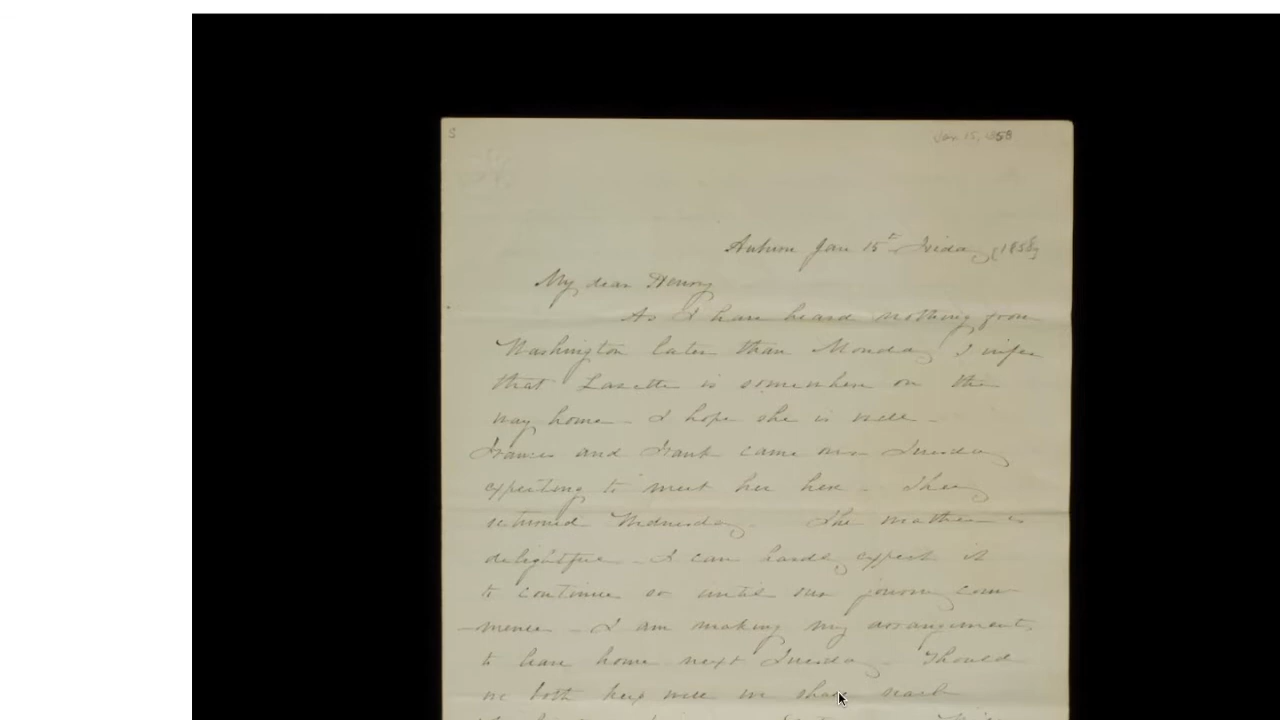 S
Jan. 15, 1858
Auburn Jan 15th Friday (1858)
My dear Henry
As I have heard nothing from
Washington later than Monday I infer
that Lazette is somewhere on the
way home - I hope she is well -
Frances and Frank came over Tuesday
expecting to meet her here - They
returned Wednesday. The weather is
delightful - I can hardly expect it
to continue so until our journey com
-mence - I am making my arrangements
to leave home next Tuesday - Should
we both keep well we shall reach